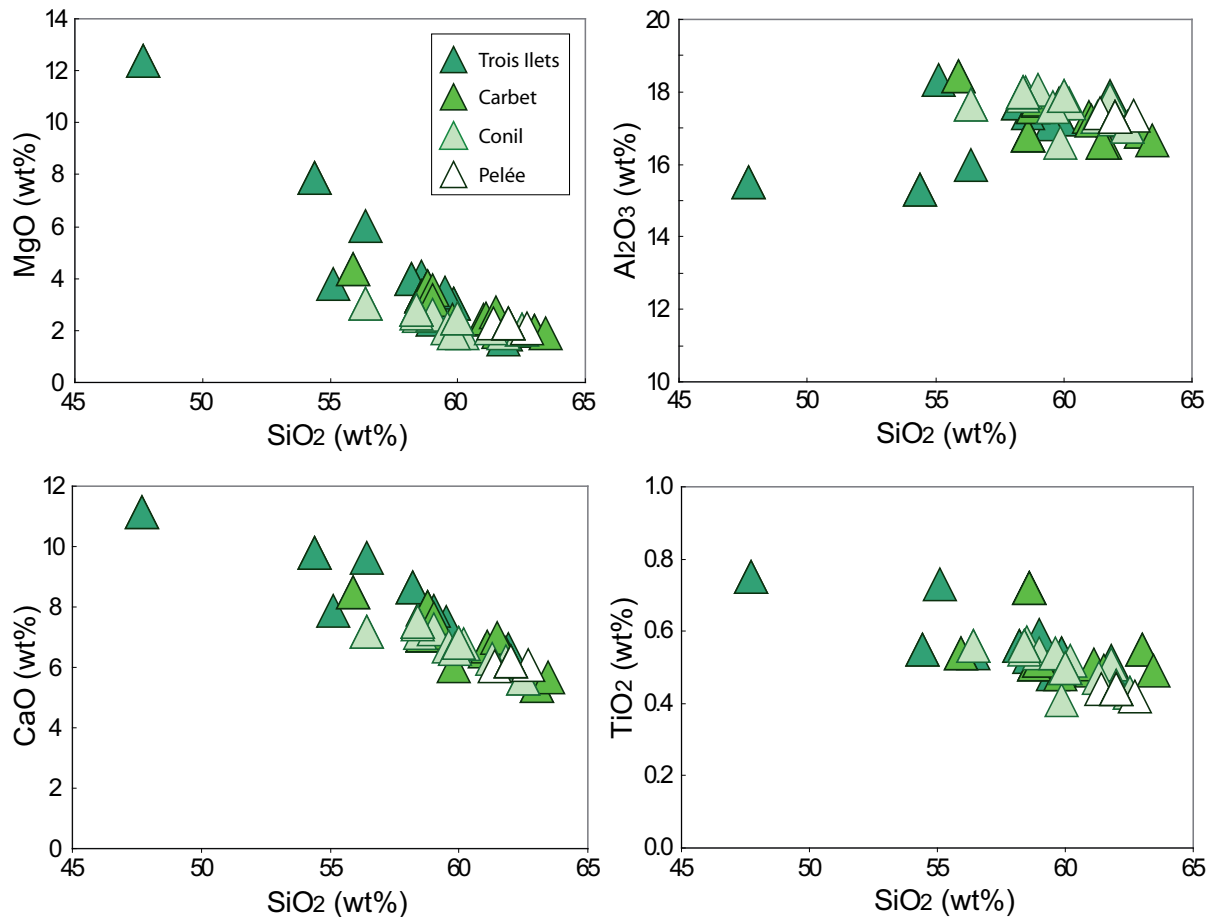 14
12
10
8
6
4
2
0
MgO (wt%)
45 50 55 60 65
SiO2 (wt%)
Trois Ilets
Carbet
Conil
Pelée
20
18
16
14
12
10
Al2O3 (wt%)
45 50 55 60 65
SiO2 (wt%)
12
10
8
6
4
2
0
CaO (wt%)
45 50 55 60 65
SiO2 (wt%)
1.0
0.8
0.6
0.4
0.2
0.0
TiO2 (wt%)
45 50 55 60 65
SiO2 (wt%)